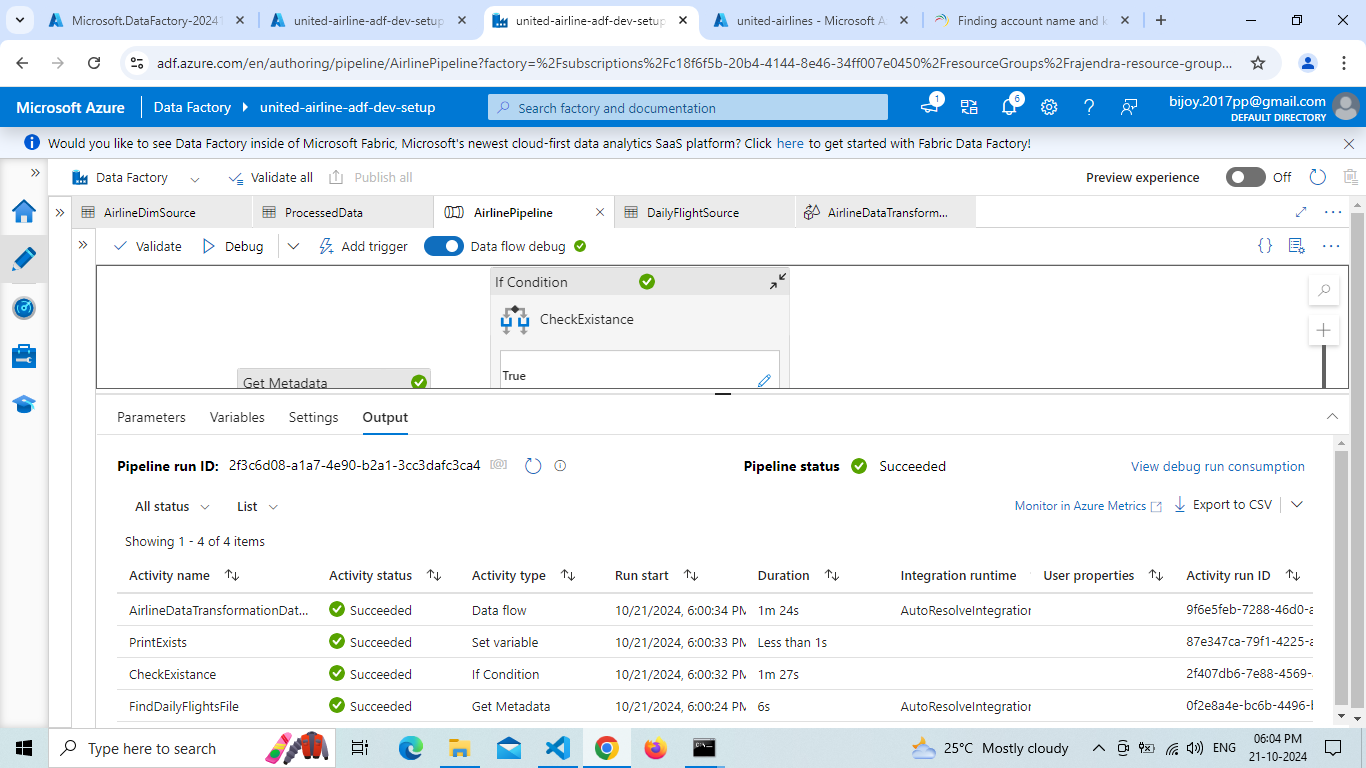 Microsoft.DataFactory-20241
united-airline-adf-dev-setup
united-airline-adf-dev-setup
united-airlines - Microsoft A
Finding account name and k
adf.azure.com/en/authoring/pipeline/AirlinePipeline?factory=%2Fsubscriptions%2Fc18f6f5b-20b4-4144-8e46-34ff007e0450%2FresourceGroups%2Frajendra-resource-group...
Microsoft Azure
Data Factory
united-airline-adf-dev-setup
Search factory and documentation
1
6
bijoy.2017pp@gmail.com
DEFAULT DIRECTORY
Would you like to see Data Factory inside of Microsoft Fabric, Microsoft's newest cloud-first data analytics SaaS platform? Click here to get started with Fabric Data Factory!
Data Factory
Validate all
Publish all
Preview experience
Off
AirlineDimSource
ProcessedData
AirlinePipeline
DailyFlightSource
AirlineDataTransform...
Validate
Debug
Add trigger
Data flow debug
If Condition
CheckExistance
True
Get Metadata
Parameters
Variables
Settings
Output
Pipeline run ID: 2f3c6d08-a1a7-4e90-b2a1-3cc3dafc3ca4
Pipeline status
Succeeded
View debug run consumption
All status
List
Monitor in Azure Metrics
Export to CSV
Showing 1 - 4 of 4 items
Activity name Activity status Activity type Run start Duration Integration runtime User properties Activity run ID
AirlineDataTransformationDat... Succeeded Data flow 10/21/2024, 6:00:34 PM 1m 24s AutoResolveIntegration 9f6e5feb-7288-46d0-a
PrintExists Succeeded Set variable 10/21/2024, 6:00:33 PM Less than 1s 87e347ca-79f1-4225-a
CheckExistance Succeeded If Condition 10/21/2024, 6:00:32 PM 1m 27s 2f407db6-7e88-4569-
FindDailyFlightsFile Succeeded Get Metadata 10/21/2024, 6:00:24 PM 6s AutoResolveIntegration 0f2e8a4e-bc6b-4496-b
Type here to search
25°C Mostly cloudy
ENG
06:04 PM
21-10-2024